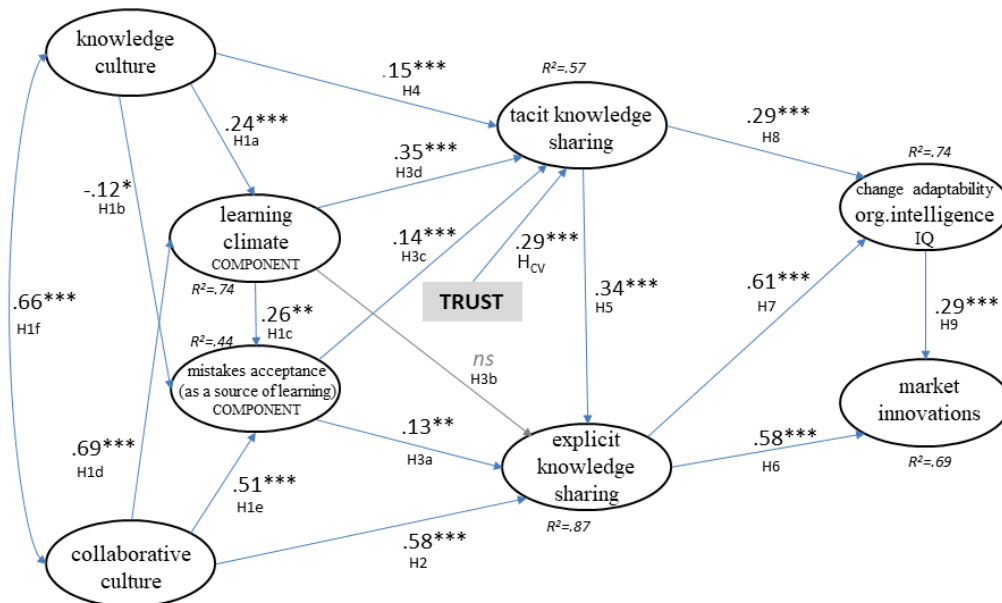 knowledge
culture
.15***
H4
R²=.57
tacit knowledge
sharing
.29***
H8
R²=.74
change adaptability
org.intelligence
IQ
.24***
H1a
.35***
H3d
-.12*
H1b
learning
climate
COMPONENT
R²=.74
.14***
H3c
.29***
HCV
TRUST
.66***
H1f
.26**
H1c
.34***
H5
.61***
H7
.29***
H9
R²=.44
mistakes acceptance
(as a source of learning)
COMPONENT
ns
H3b
market
innovations
R²=.69
.69***
H1d
.51***
H1e
.13**
H3a
explicit
knowledge
sharing
R²=.87
.58***
H6
collaborative
culture
.58***
H2